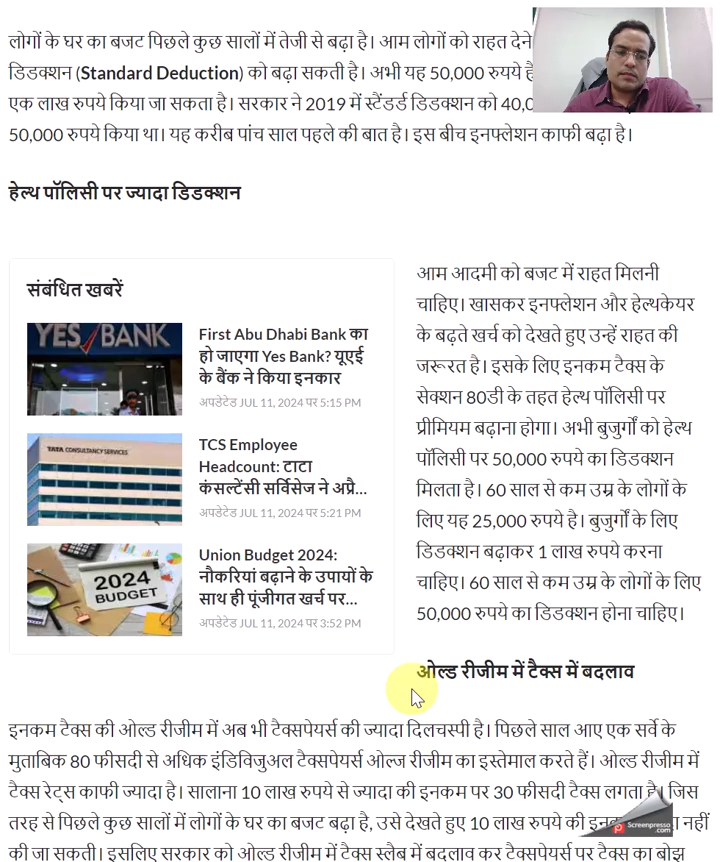 लोगों के घर का बजट पिछले कुछ सालों में तेजी से बढ़ा है। आम लोगों को राहत देने
डिडक्शन (Standard Deduction) को बढ़ा सकती है। अभी यह 50,000 रुपये है
एक लाख रुपये किया जा सकता है। सरकार ने 2019 में स्टैंडर्ड डिडक्शन को 40,0
50,000 रुपये किया था। यह करीब पांच साल पहले की बात है। इस बीच इनफ्लेशन काफी बढ़ा है।
हेल्थ पॉलिसी पर ज्यादा डिडक्शन
संबंधित खबरें
YES BANK
First Abu Dhabi Bank का
हो जाएगा Yes Bank? यूएई
के बैंक ने किया इनकार
अपडेटेड JUL 11, 2024 पर 5:15 PM
TATA CONSULTANCY SERVICES
TCS Employee
Headcount: टाटा
कंसल्टेंसी सर्विसेज ने अप्रै...
अपडेटेड JUL 11, 2024 पर 5:21 PM
2024
BUDGET
Union Budget 2024:
नौकरियां बढ़ाने के उपायों के
साथ ही पूंजीगत खर्च पर...
अपडेटेड JUL 11, 2024 पर 3:52 PM
आम आदमी को बजट में राहत मिलनी
चाहिए। खासकर इनफ्लेशन और हेल्थकेयर
के बढ़ते खर्च को देखते हुए उन्हें राहत की
जरूरत है। इसके लिए इनकम टैक्स के
सेक्शन 80डी के तहत हेल्थ पॉलिसी पर
प्रीमियम बढ़ाना होगा। अभी बुजुर्गों को हेल्थ
पॉलिसी पर 50,000 रुपये का डिडक्शन
मिलता है। 60 साल से कम उम्र के लोगों के
लिए यह 25,000 रुपये है। बुजुर्गों के लिए
डिडक्शन बढ़ाकर 1 लाख रुपये करना
चाहिए। 60 साल से कम उम्र के लोगों के लिए
50,000 रुपये का डिडक्शन होना चाहिए।
ओल्ड रीजीम में टैक्स में बदलाव
इनकम टैक्स की ओल्ड रीजीम में अब भी टैक्सपेयर्स की ज्यादा दिलचस्पी है। पिछले साल आए एक सर्वे के
मुताबिक 80 फीसदी से अधिक इंडिविजुअल टैक्सपेयर्स ओल्ज रीजीम का इस्तेमाल करते हैं। ओल्ड रीजीम में
टैक्स रेट्स काफी ज्यादा है। सालाना 10 लाख रुपये से ज्यादा की इनकम पर 30 फीसदी टैक्स लगता है। जिस
तरह से पिछले कुछ सालों में लोगों के घर का बजट बढ़ा है, उसे देखते हुए 10 लाख रुपये की नहीं
की जा सकती। इसलिए सरकार को ओल्ड रीजीम में टैक्स स्लैब में बदलाव कर टैक्सपेयर्स पर टैक्स का बोझ
Screenpresso